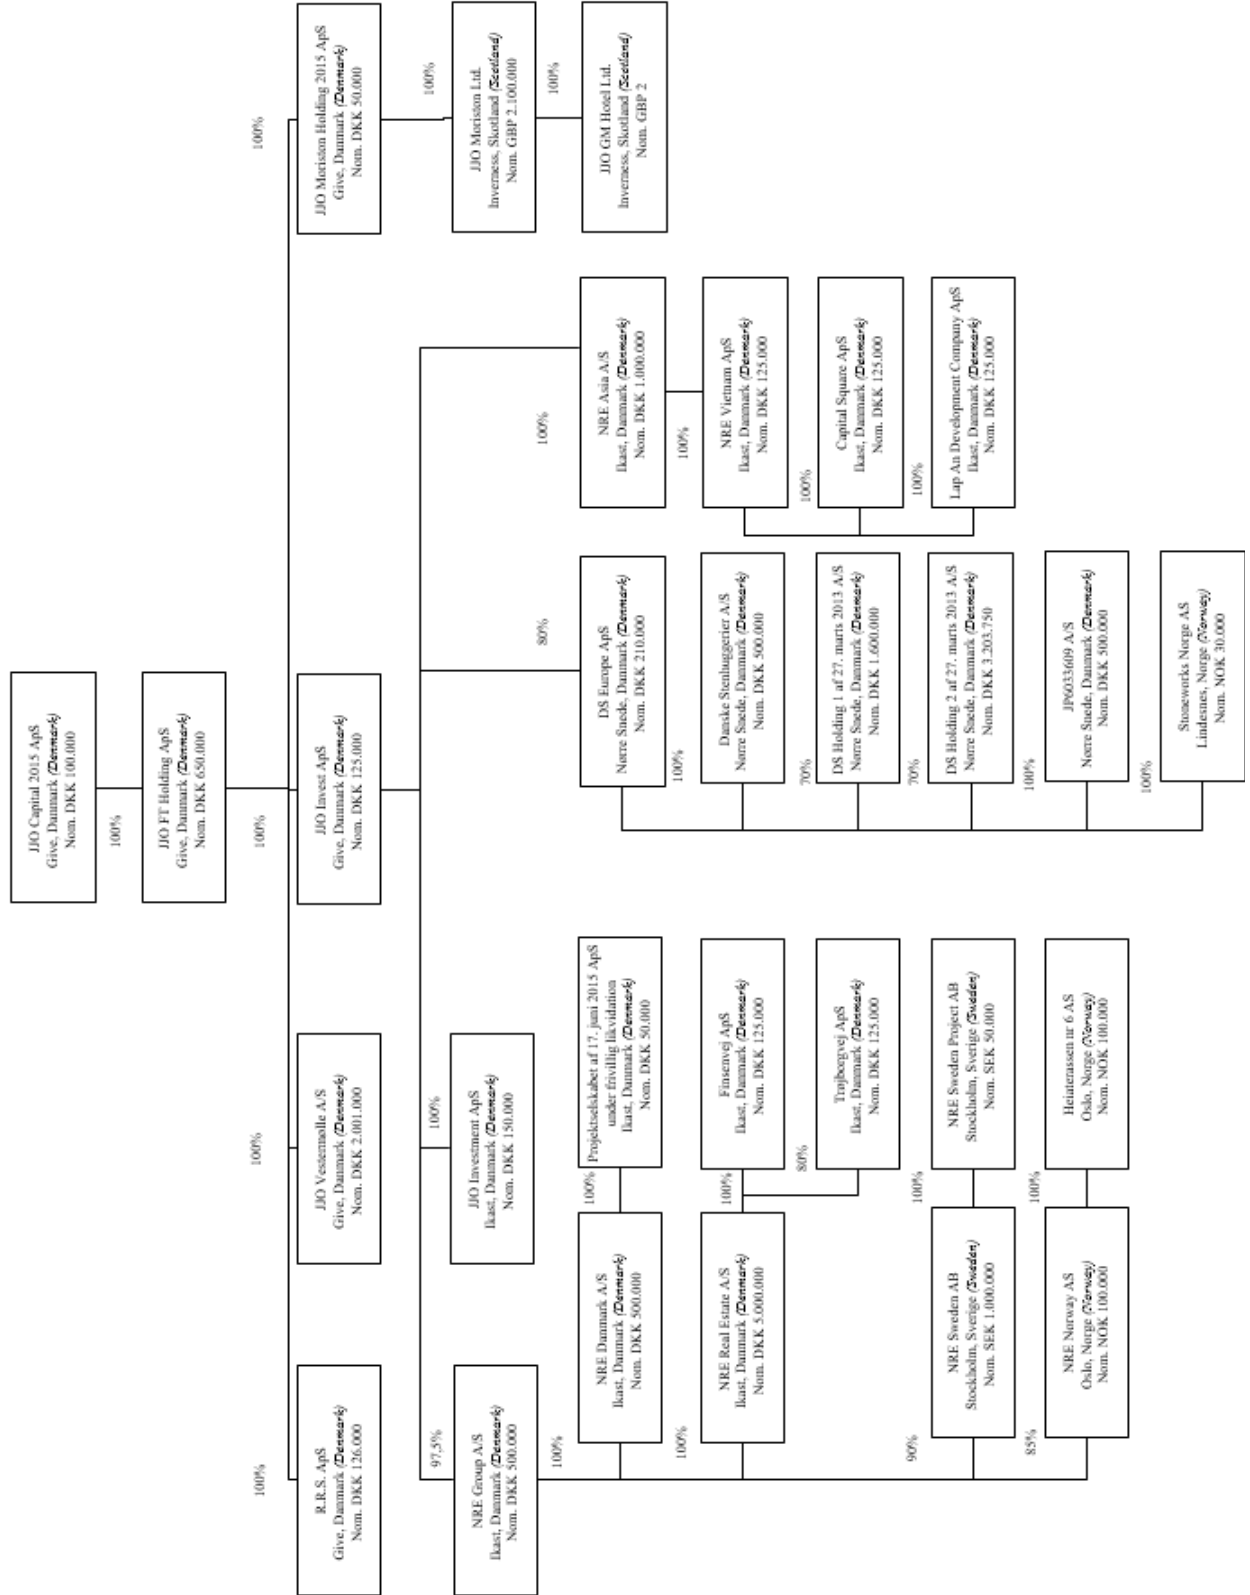 JJO Capital 2015 ApS
Give, Danmark (Denmark)
Nom. DKK 100.000
100%
JJO FT Holding ApS
Give, Danmark (Denmark)
Nom. DKK 650.000
100%
100%
100%
100%
R.R.S. ApS
Give, Danmark (Denmark)
Nom. DKK 126.000
JJO Vestermølle A/S
Give, Danmark (Denmark)
Nom. DKK 2.001.000
JJO Invest ApS
Give, Danmark (Denmark)
Nom. DKK 125.000
JJO Moriston Holding 2015 ApS
Give, Danmark (Denmark)
Nom. DKK 50.000
97,5%
100%
100%
NRE Group A/S
Ikast, Danmark (Denmark)
Nom. DKK 500.000
JJO Investment ApS
Ikast, Danmark (Denmark)
Nom. DKK 150.000
JJO Moriston Ltd.
Inverness, Skotland (Scotland)
Nom. GBP 2.100.000
100%
80%
100%
100%
NRE Danmark A/S
Ikast, Danmark (Denmark)
Nom. DKK 500.000
100%
Projektselskabet af 17. juni 2015 ApS
under frivillig likvidation
Ikast, Danmark (Denmark)
Nom. DKK 50.000
DS Europe ApS
Nørre Snede, Danmark (Denmark)
Nom. DKK 210.000
NRE Asia A/S
Ikast, Danmark (Denmark)
Nom. DKK 1.000.000
JJO GM Hotel Ltd.
Inverness, Skotland (Scotland)
Nom. GBP 2
100%
100%
100%
NRE Real Estate A/S
Ikast, Danmark (Denmark)
Nom. DKK 5.000.000
100%
Finsenvej ApS
Ikast, Danmark (Denmark)
Nom. DKK 125.000
Danske Stenhuggerier A/S
Nørre Snede, Danmark (Denmark)
Nom. DKK 500.000
NRE Vietnam ApS
Ikast, Danmark (Denmark)
Nom. DKK 125.000
80%
70%
100%
Trøjborgvej ApS
Ikast, Danmark (Denmark)
Nom. DKK 125.000
DS Holding 1 af 27. marts 2013 A/S
Nørre Snede, Danmark (Denmark)
Nom. DKK 1.600.000
Capital Square ApS
Ikast, Danmark (Denmark)
Nom. DKK 125.000
90%
100%
70%
100%
NRE Sweden AB
Stockholm, Sverige (Sweden)
Nom. SEK 1.000.000
NRE Sweden Project AB
Stockholm, Sverige (Sweden)
Nom. SEK 50.000
DS Holding 2 af 27. marts 2013 A/S
Nørre Snede, Danmark (Denmark)
Nom. DKK 3.203.750
Lap An Development Company ApS
Ikast, Danmark (Denmark)
Nom. DKK 125.000
85%
100%
100%
NRE Norway AS
Oslo, Norge (Norway)
Nom. NOK 100.000
Heiaterassen nr 6 AS
Oslo, Norge (Norway)
Nom. NOK 100.000
JP6033609 A/S
Nørre Snede, Danmark (Denmark)
Nom. DKK 500.000
100%
Stoneworks Norge AS
Lindesnes, Norge (Norway)
Nom. NOK 30.000